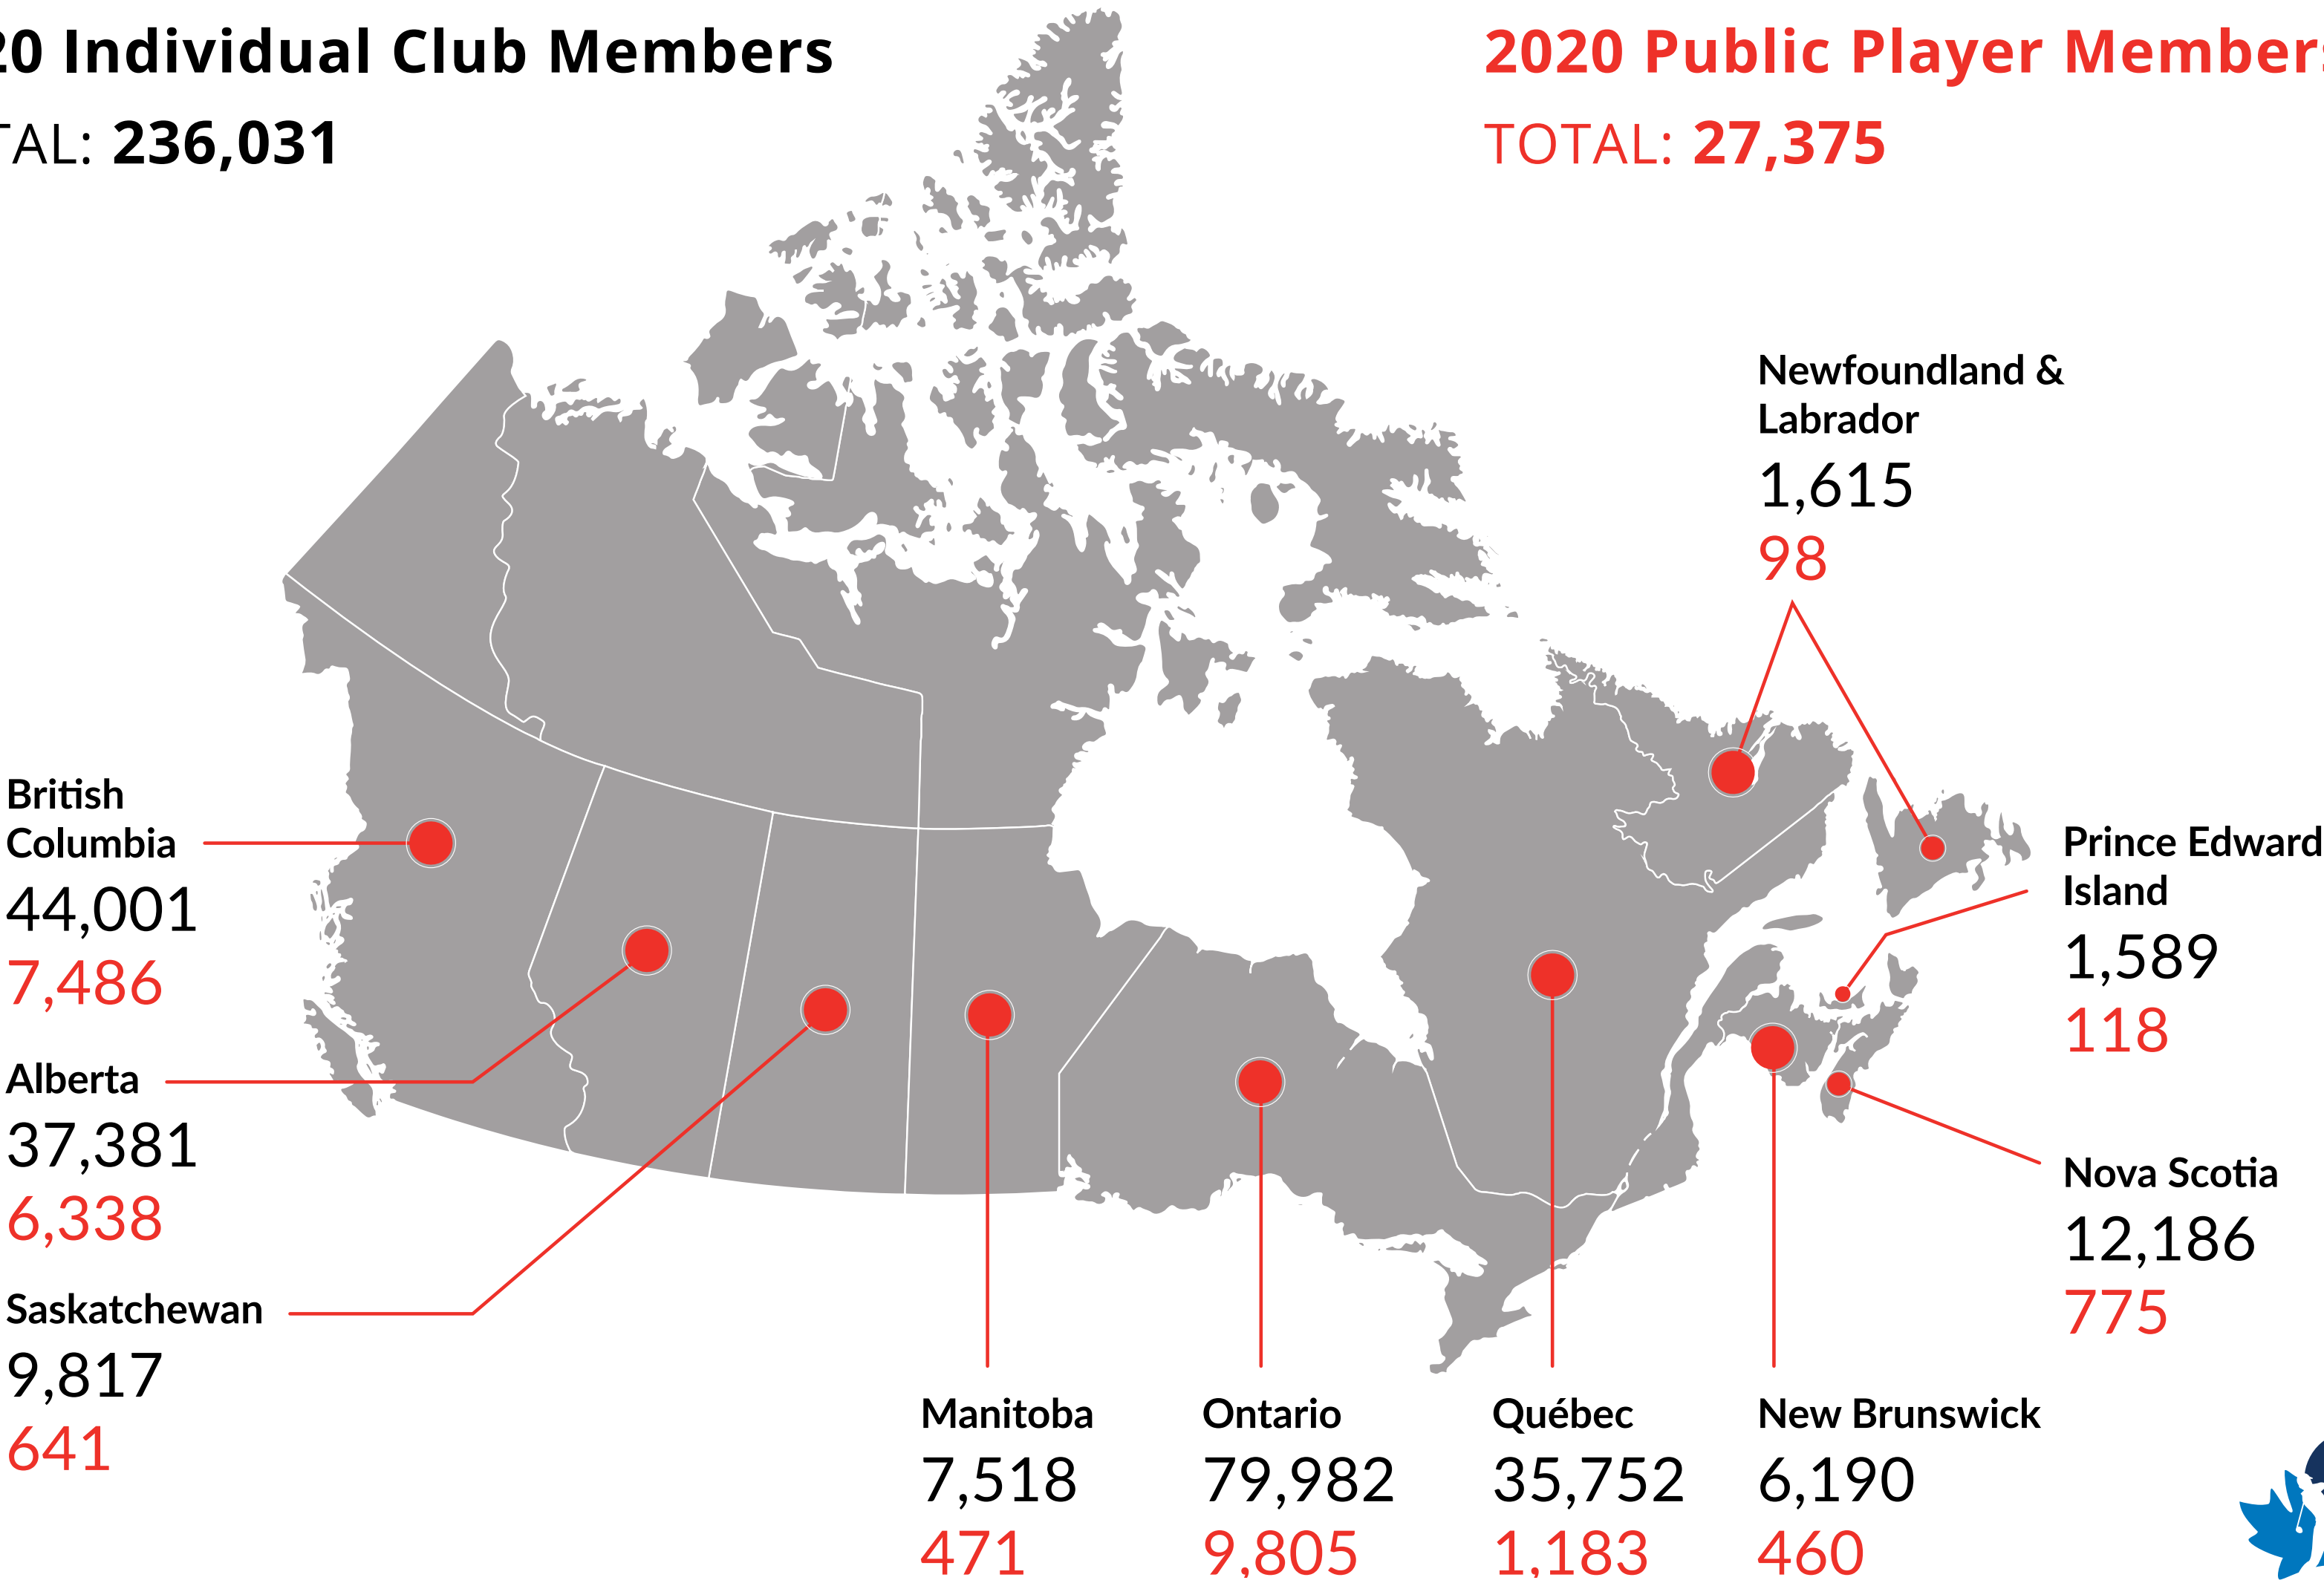 20 Individual Club Members
TAL: 236,031
2020 Public Player Members
TOTAL: 27,375
Newfoundland &
Labrador
1,615
98
British
Columbia
44,001
7,486
Alberta
37,381
6,338
Saskatchewan
9,817
641
Manitoba
7,518
471
Ontario
79,982
9,805
Québec
35,752
1,183
New Brunswick
6,190
460
Prince Edward
Island
1,589
118
Nova Scotia
12,186
775